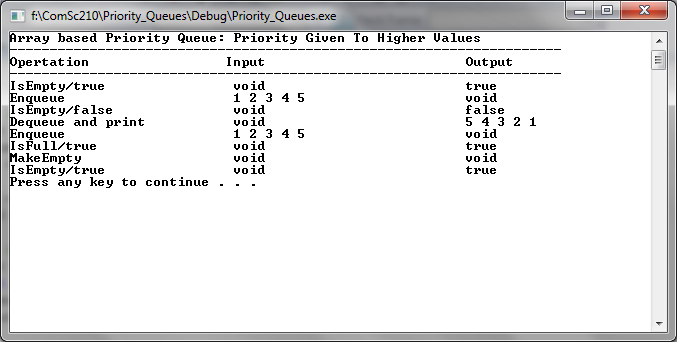 f:\ComSc210\Priority_Queues\Debug\Priority_Queues.exe
Array based Priority Queue: Priority Given To Higher Values
Opertation Input Output
IsEmpty/true void true
Enqueue 1 2 3 4 5 void
IsEmpty/false void false
Dequeue and print void 5 4 3 2 1
Enqueue 1 2 3 4 5 void
IsFull/true void true
MakeEmpty void void
IsEmpty/true void true
Press any key to continue . . .